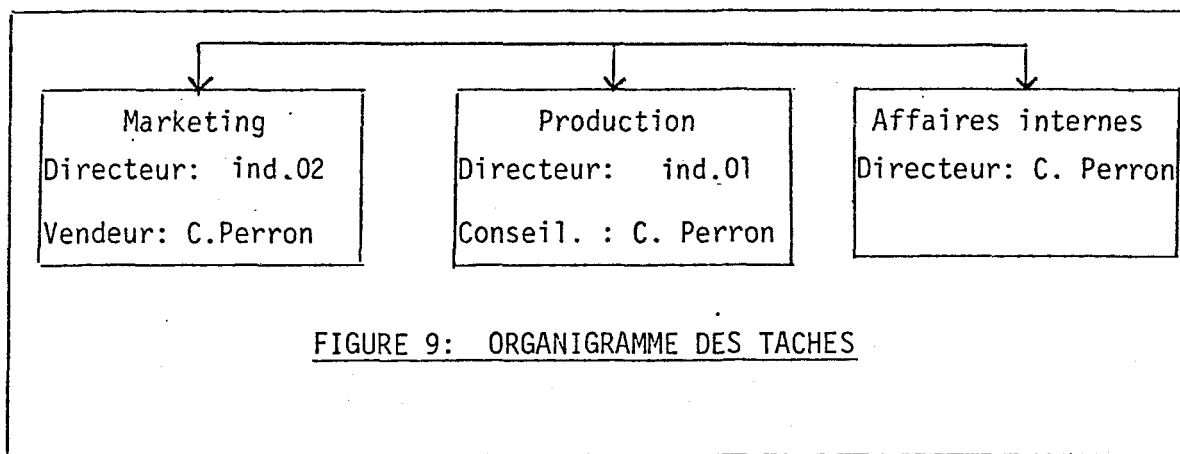 Marketing
Directeur: ind.02
Vendeur: C.Perron
Production
Directeur: ind.01
Conseil. : C. Perron
Affaires internes
Directeur: C. Perron
FIGURE 9: ORGANIGRAMME DES TACHES